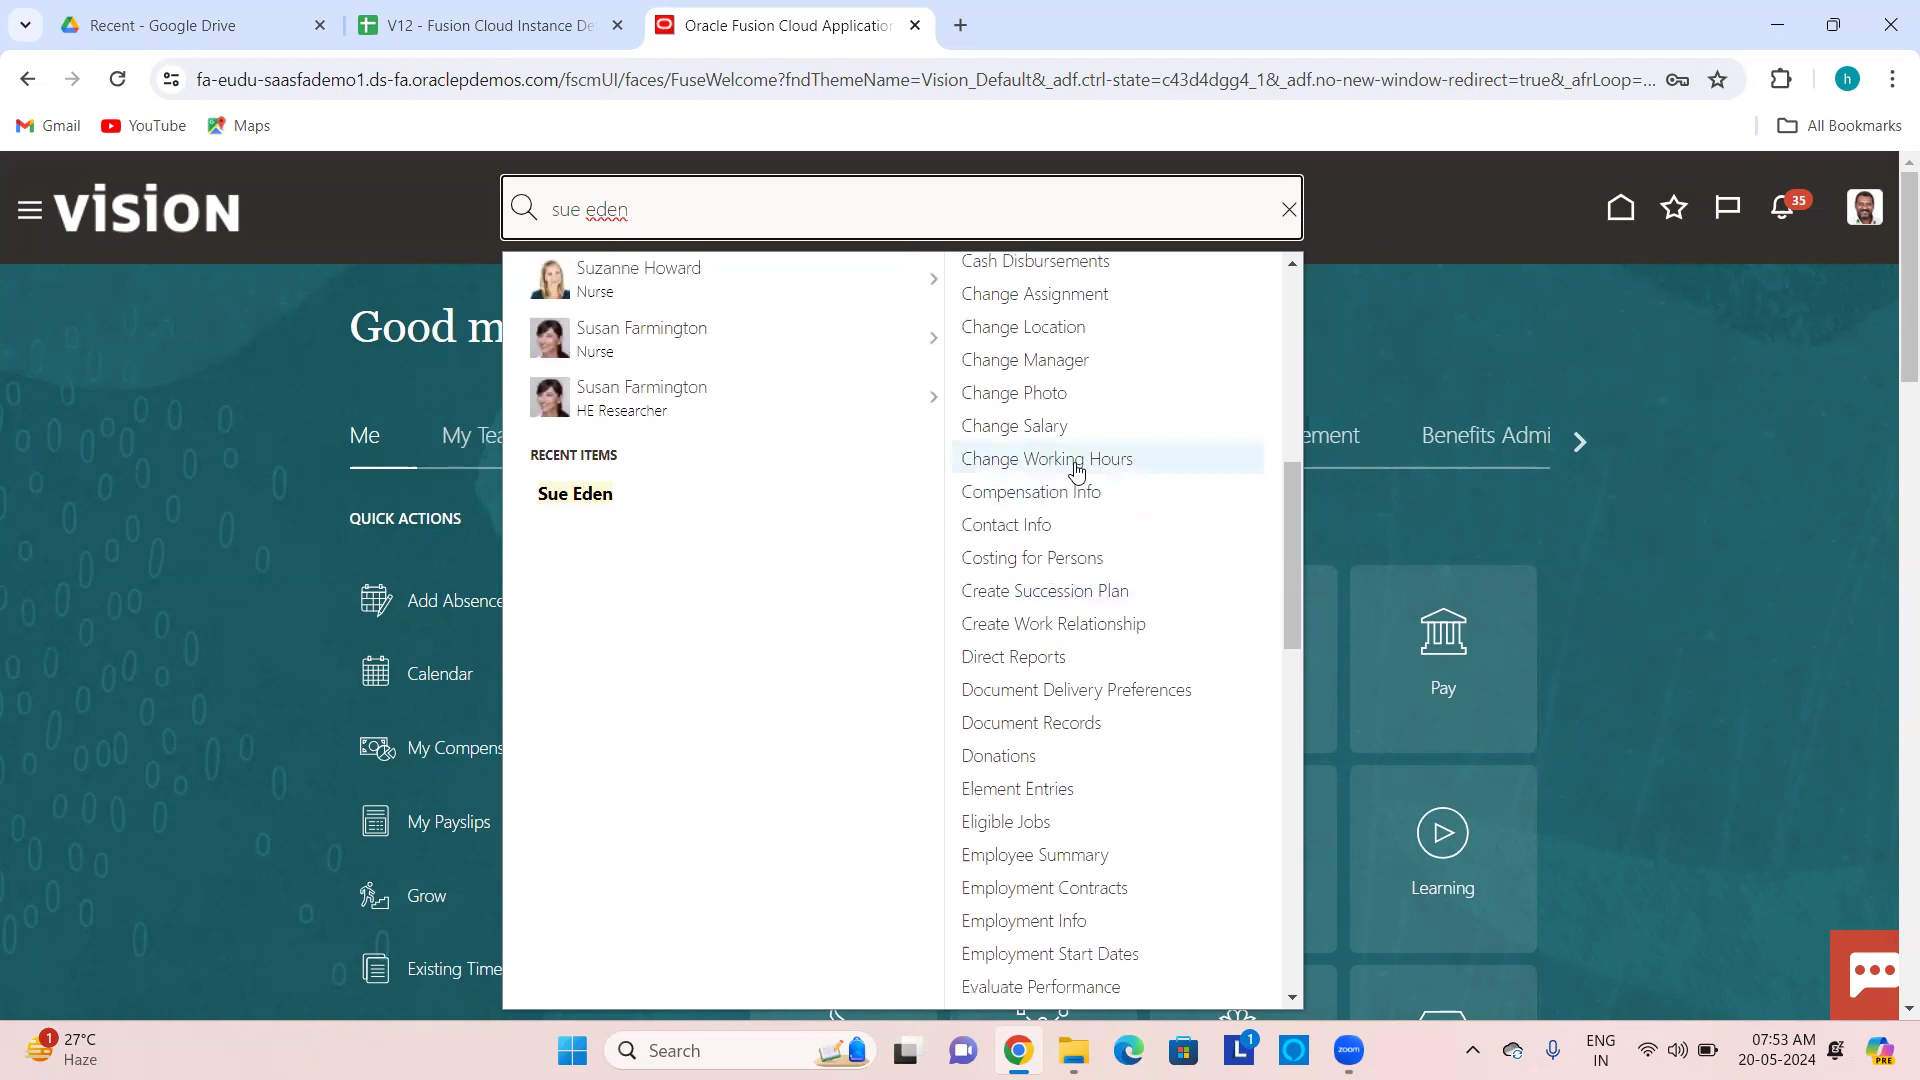 Recent - Google Drive
V12 - Fusion Cloud Instance De
Oracle Fusion Cloud Application
fa-eudu-saasfademo1.ds-fa.oraclepdemos.com/fscmUI/faces/FuseWelcome?fndThemeName=Vision_Default&_adf.ctrl-state=c43d4dgg4_1&_adf.no-new-window-redirect=true&_afrLoop=...
h
Gmail
YouTube
Maps
All Bookmarks
vision
sue eden
35
Good m
Me
My Tea
ement
Benefits Admi
QUICK ACTIONS
Add Absence
Calendar
My Compens
My Payslips
Grow
Existing Time
Suzanne Howard
Nurse
Susan Farmington
Nurse
Susan Farmington
HE Researcher
RECENT ITEMS
Sue Eden
Cash Disbursements
Change Assignment
Change Location
Change Manager
Change Photo
Change Salary
Change Working Hours
Compensation Info
Contact Info
Costing for Persons
Create Succession Plan
Create Work Relationship
Direct Reports
Document Delivery Preferences
Document Records
Donations
Element Entries
Eligible Jobs
Employee Summary
Employment Contracts
Employment Info
Employment Start Dates
Evaluate Performance
Pay
Learning
1
27°C
Haze
Search
1
zoom
ENG
IN
07:53 AM
20-05-2024
PRE